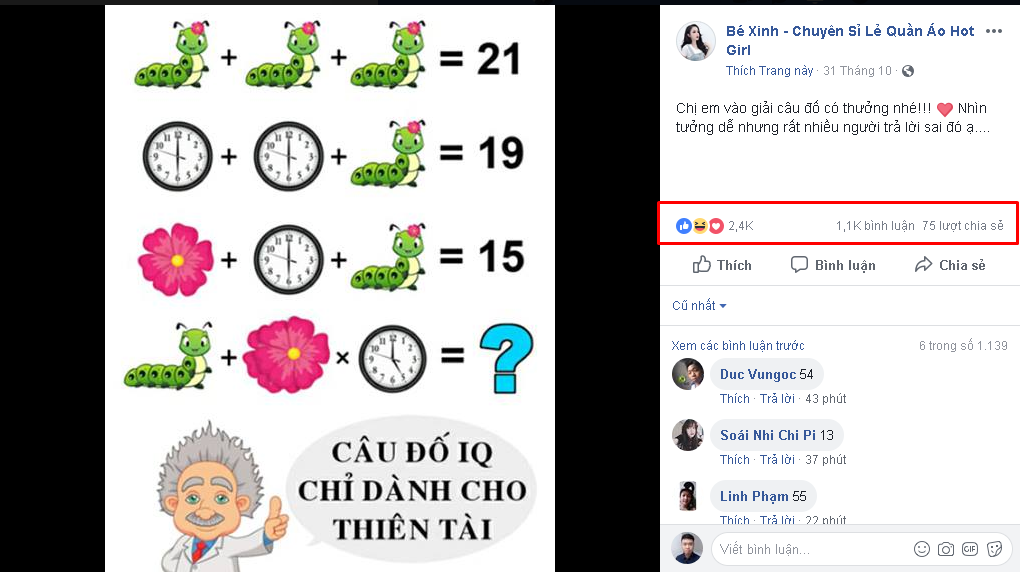 + + = 21
+ + = 19
+ + = 15
+ × = ?
CÂU ĐỐ IQ
CHỈ DÀNH CHO
THIÊN TÀI
Bé Xinh - Chuyên Sỉ Lẻ Quần Áo Hot
Girl
Thích Trang này · 31 Tháng 10 ·
Chị em vào giải câu đố có thưởng nhé!!! Nhìn
tưởng dễ nhưng rất nhiều người trả lời sai đó ạ....
2,4K 1,1K bình luận 75 lượt chia sẻ
Thích Bình luận Chia sẻ
Cũ nhất
Xem các bình luận trước 6 trong số 1.139
Duc Vungoc 54
Thích · Trả lời · 43 phút
Soái Nhi Chi Pi 13
Thích · Trả lời · 37 phút
Linh Phạm 55
Thích · Trả lời · 22 phút
Viết bình luận...
GIF